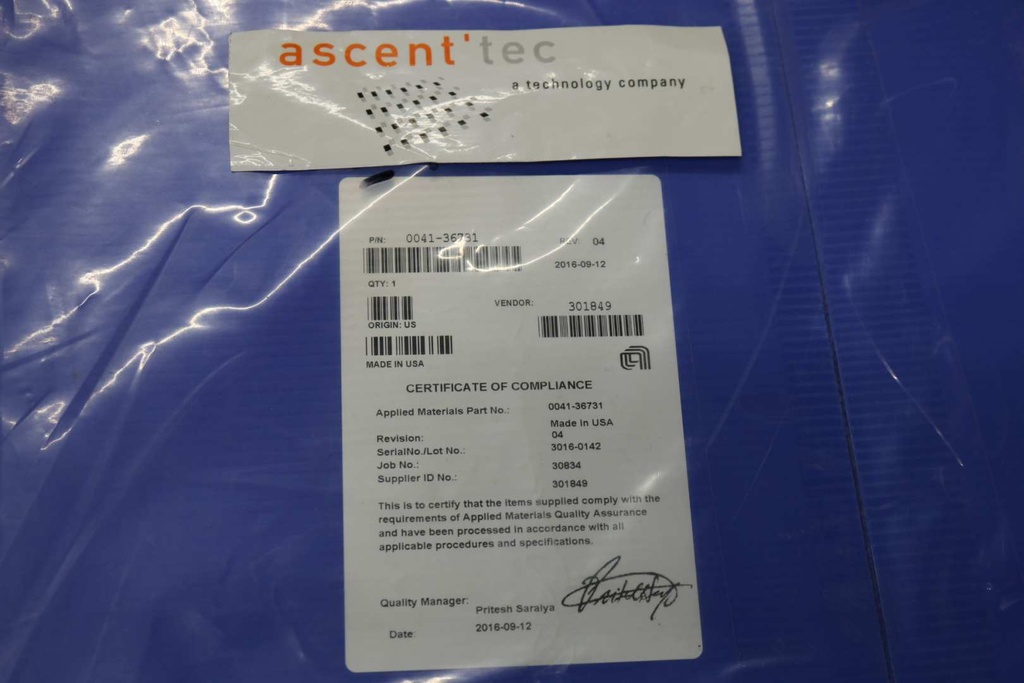 ascent'tec
a technology company
P/N: 0041-36731 REV 04
2016-09-12
QTY: 1
VENDOR: 301849
ORIGIN: US
MADE IN USA
CERTIFICATE OF COMPLIANCE
Applied Materials Part No.: 0041-36731
Made in USA
Revision: 04
SerialNo./Lot No.: 3016-0142
Job No.: 30834
Supplier ID No.: 301849
This is to certify that the items supplied comply with the
requirements of Applied Materials Quality Assurance
and have been processed in accordance with all
applicable procedures and specifications.
Quality Manager: Pritesh Saraiya
Date: 2016-09-12